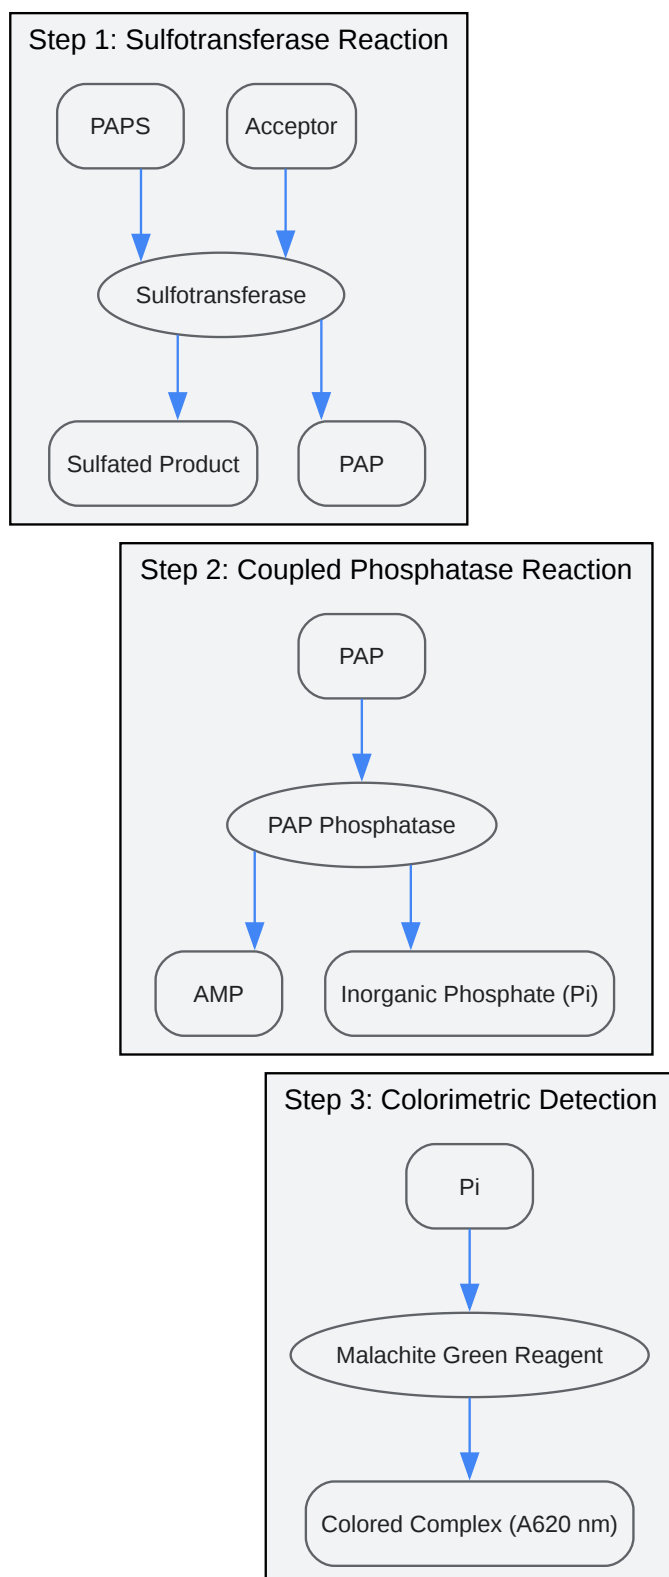 Step 1: Sulfotransferase Reaction
PAPS
Acceptor
Sulfotransferase
Sulfated Product
PAP
Step 2: Coupled Phosphatase Reaction
PAP
PAP Phosphatase
AMP
Inorganic Phosphate (Pi)
Step 3: Colorimetric Detection
Pi
Malachite Green Reagent
Colored Complex (A620 nm)